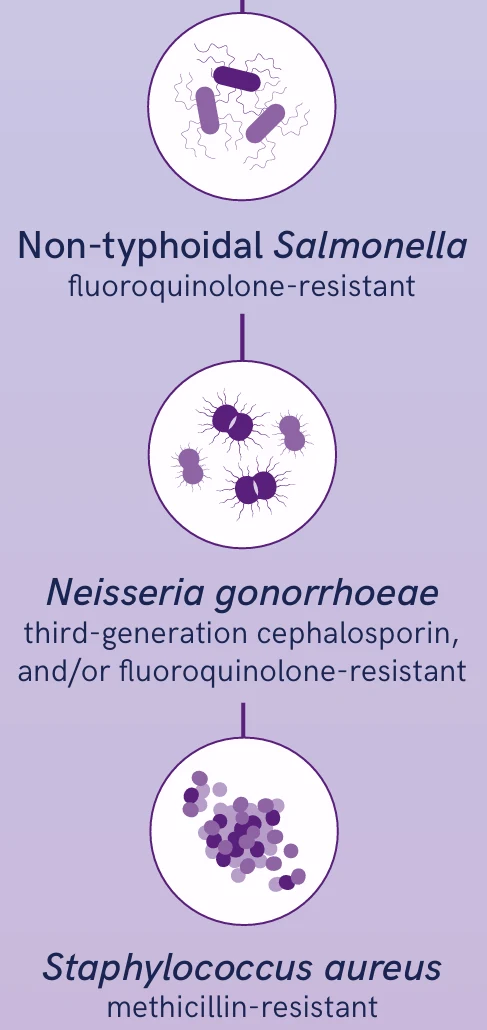 Non-typhoidal Salmonella
fluoroquinolone-resistant
Neisseria gonorrhoeae
third-generation cephalosporin,
and/or fluoroquinolone-resistant
Staphylococcus aureus
methicillin-resistant